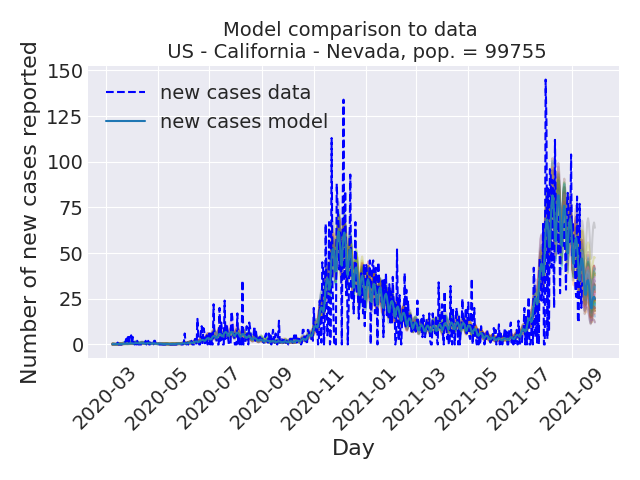 Model comparison to data
US - California - Nevada, pop. = 99755
Number of new cases reported
150
125
100
75
50
25
0
new cases data
new cases model
2020-03
2020-05
2020-07
2020-09
2020-11
2021-01
2021-03
2021-05
2021-07
2021-09
Day